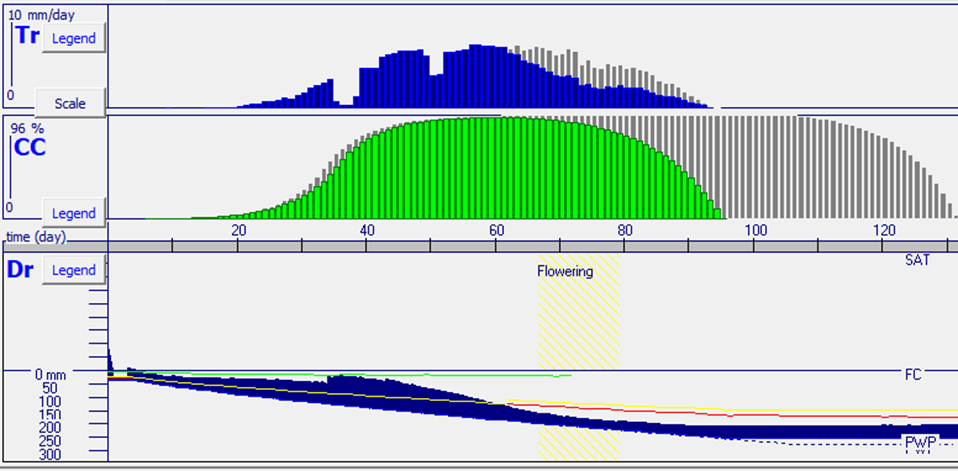 10 mm/day
Tr
Legend
0
Scale
96 %
CC
0
Legend
time (day)
20 40 60 80 100 120
Dr
Legend
Flowering
SAT
0 mm
FC
50
100
150
200
250
PWP
300